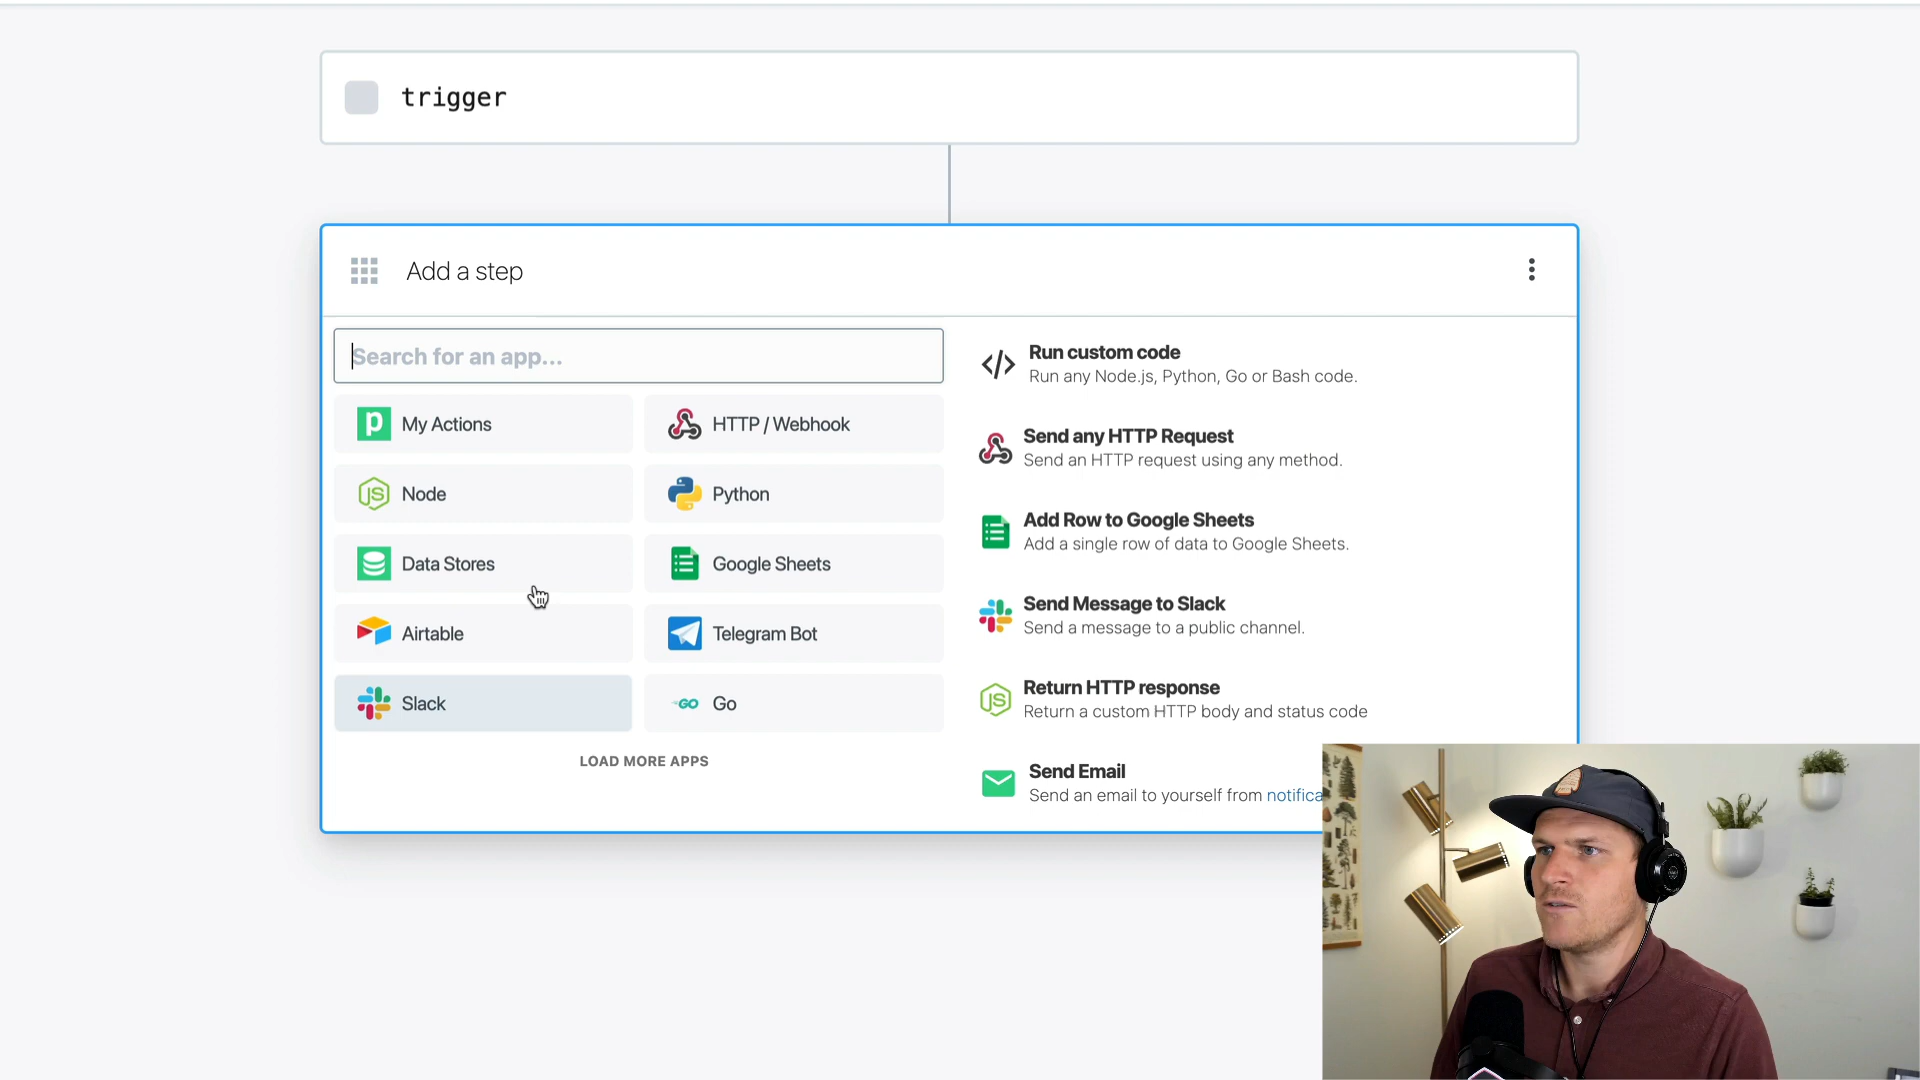 trigger
Add a step
Search for an app...
My Actions
HTTP / Webhook
Node
Python
Data Stores
Google Sheets
Airtable
Telegram Bot
Slack
Go
LOAD MORE APPS
Run custom code
Run any Node.js, Python, Go or Bash code.
Send any HTTP Request
Send an HTTP request using any method.
Add Row to Google Sheets
Add a single row of data to Google Sheets.
Send Message to Slack
Send a message to a public channel.
Return HTTP response
Return a custom HTTP body and status code
Send Email
Send an email to yourself from notifica